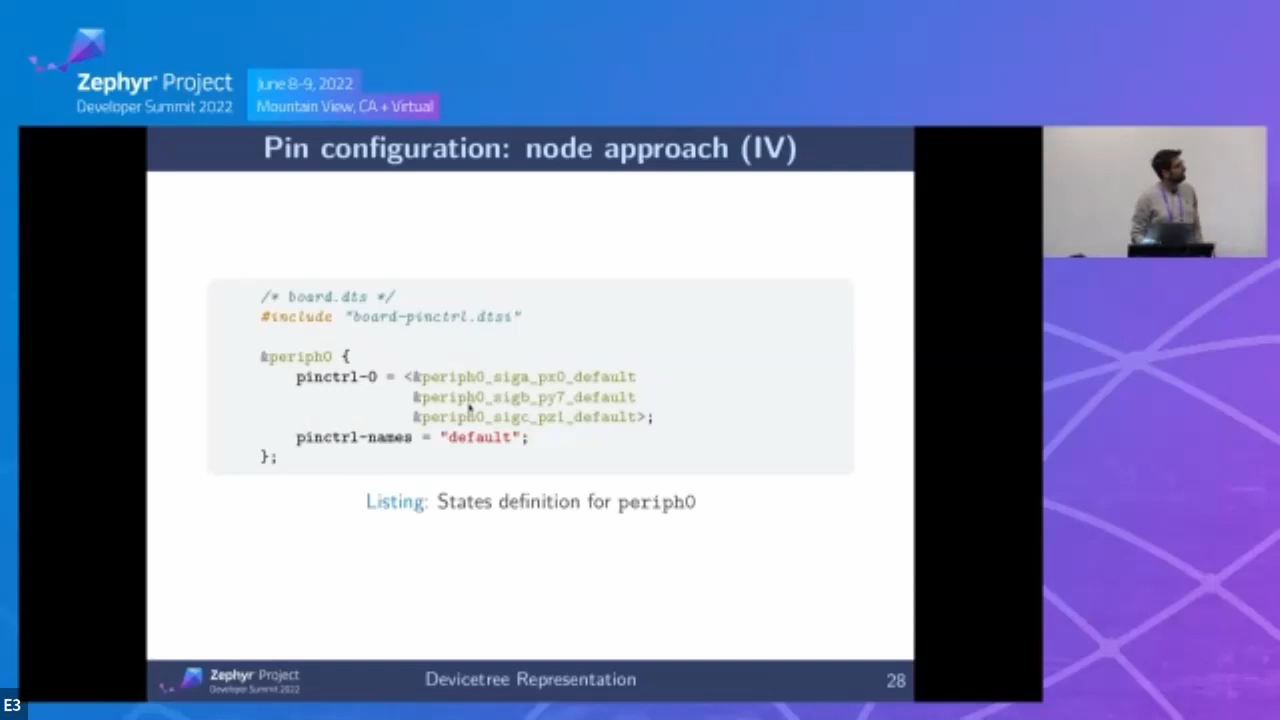 Zephyr® Project
Developer Summit 2022
June 8-9, 2022
Mountain View, CA + Virtual
Pin configuration: node approach (IV)
/* board.dts */
#include "board-pinctrl.dtsi"
&periph0 {
pinctrl-0 = <&periph0_siga_px0_default
&periph0_sigb_py7_default
&periph0_sigc_pz1_default>;
pinctrl-names = "default";
};
Listing: States definition for periph0
Zephyr® Project
Developer Summit 2022
Devicetree Representation
28
E3